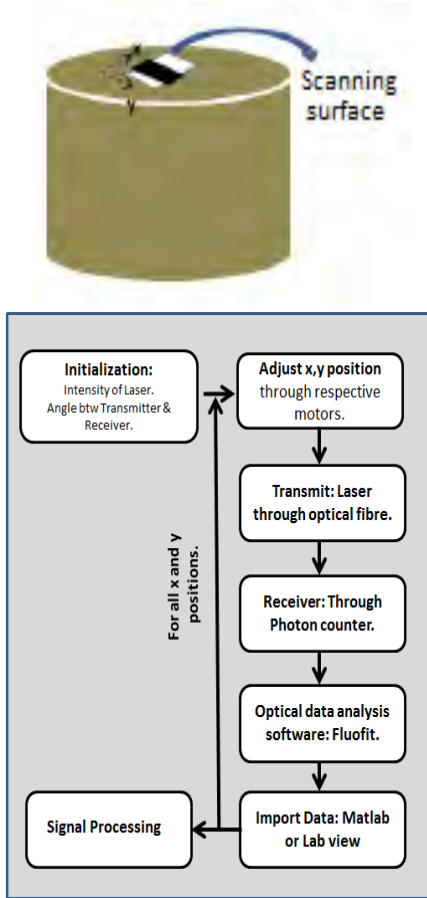 x
y
Scanning
surface
Initialization:
Intensity of Laser.
Angle btw Transmitter &
Receiver.
Adjust x,y position
through respective
motors.
Transmit: Laser
through optical fibre.
Receiver: Through
Photon counter.
Optical data analysis
software: Fluofit.
Import Data: Matlab
or Lab view
Signal Processing
For all x and y
positions.